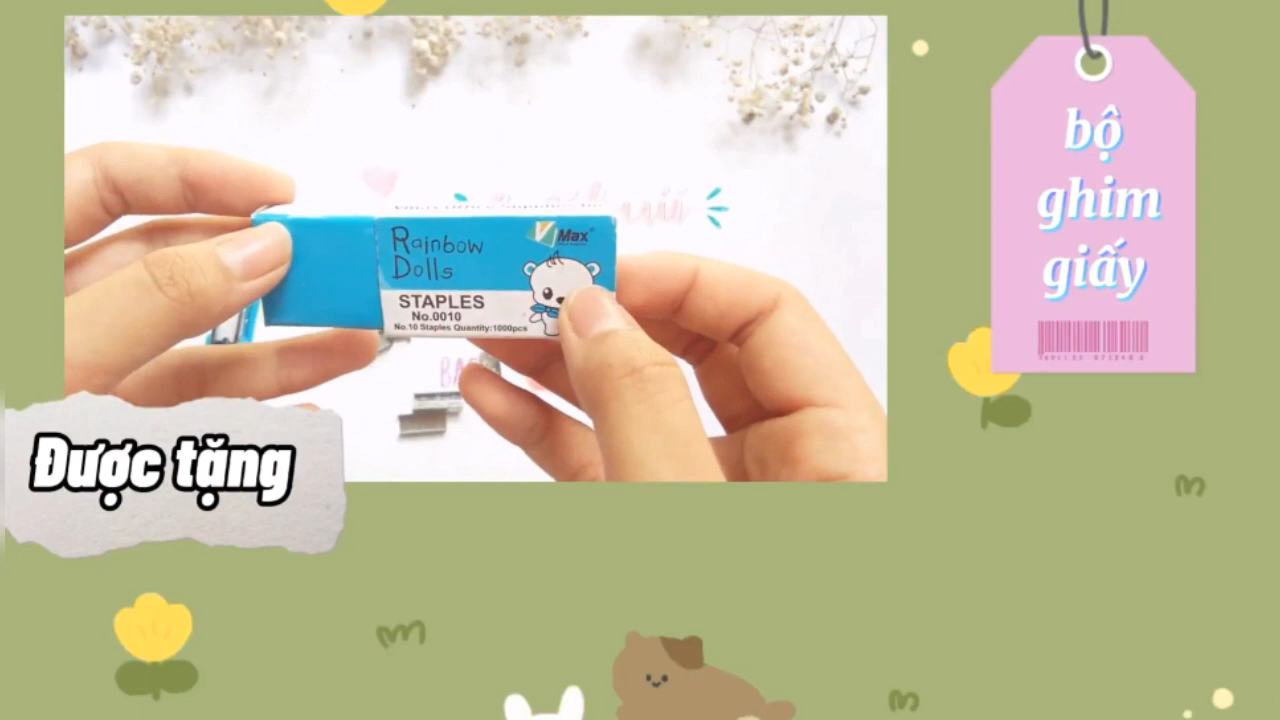 bộ
ghim
giấy
Rainbow
Dolls
Max
STAPLES
No.0010
No.10 Staples Quantity:1000pcs
Được tặng